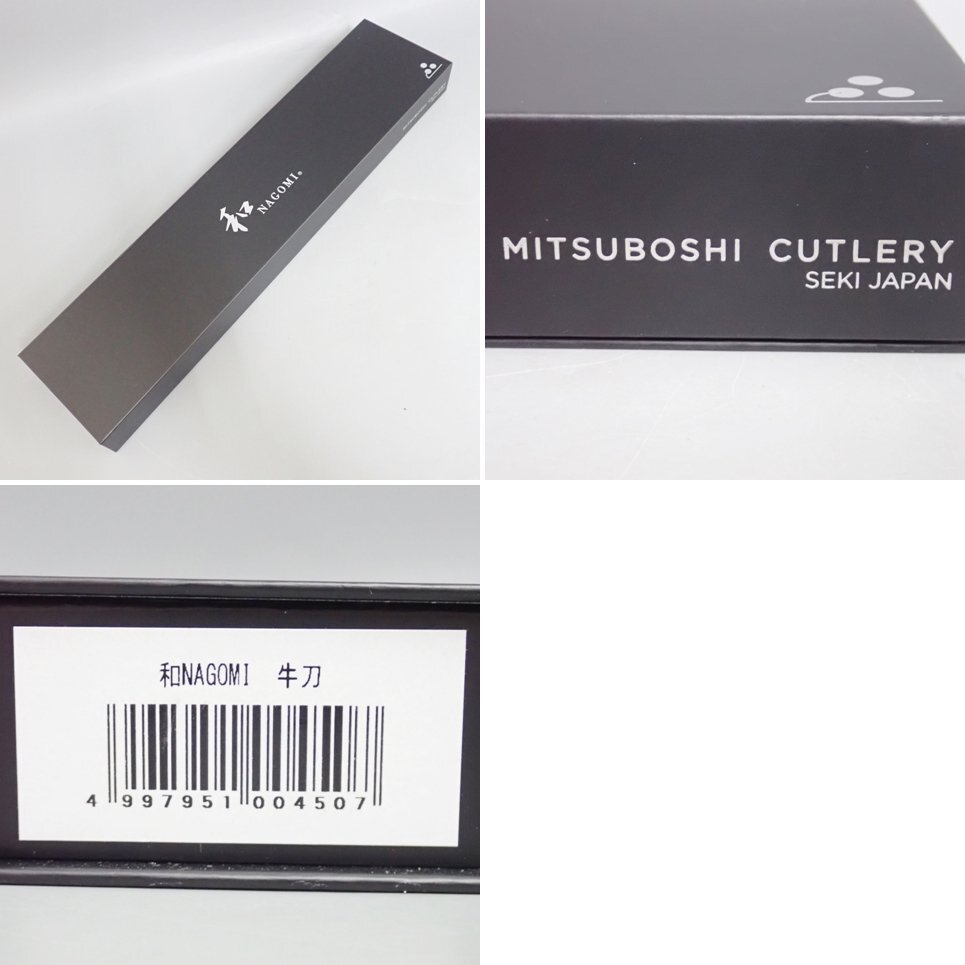 和 NAGOMI®
MITSUBOSHI CUTLERY
SEKI JAPAN
和NAGOMI 牛刀
4 997951 004507